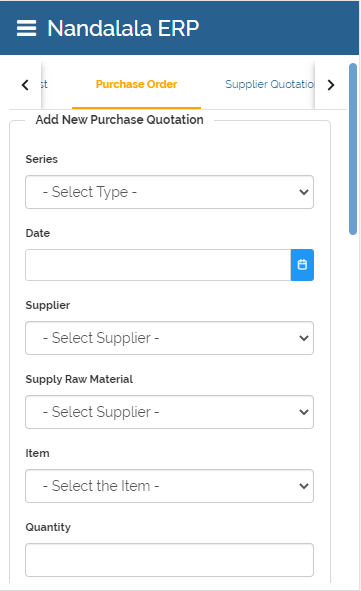 Nandalala ERP
st
Purchase Order
Supplier Quotatio
Add New Purchase Quotation
Series
- Select Type -
Date
Supplier
- Select Supplier -
Supply Raw Material
- Select Supplier -
Item
- Select the Item -
Quantity